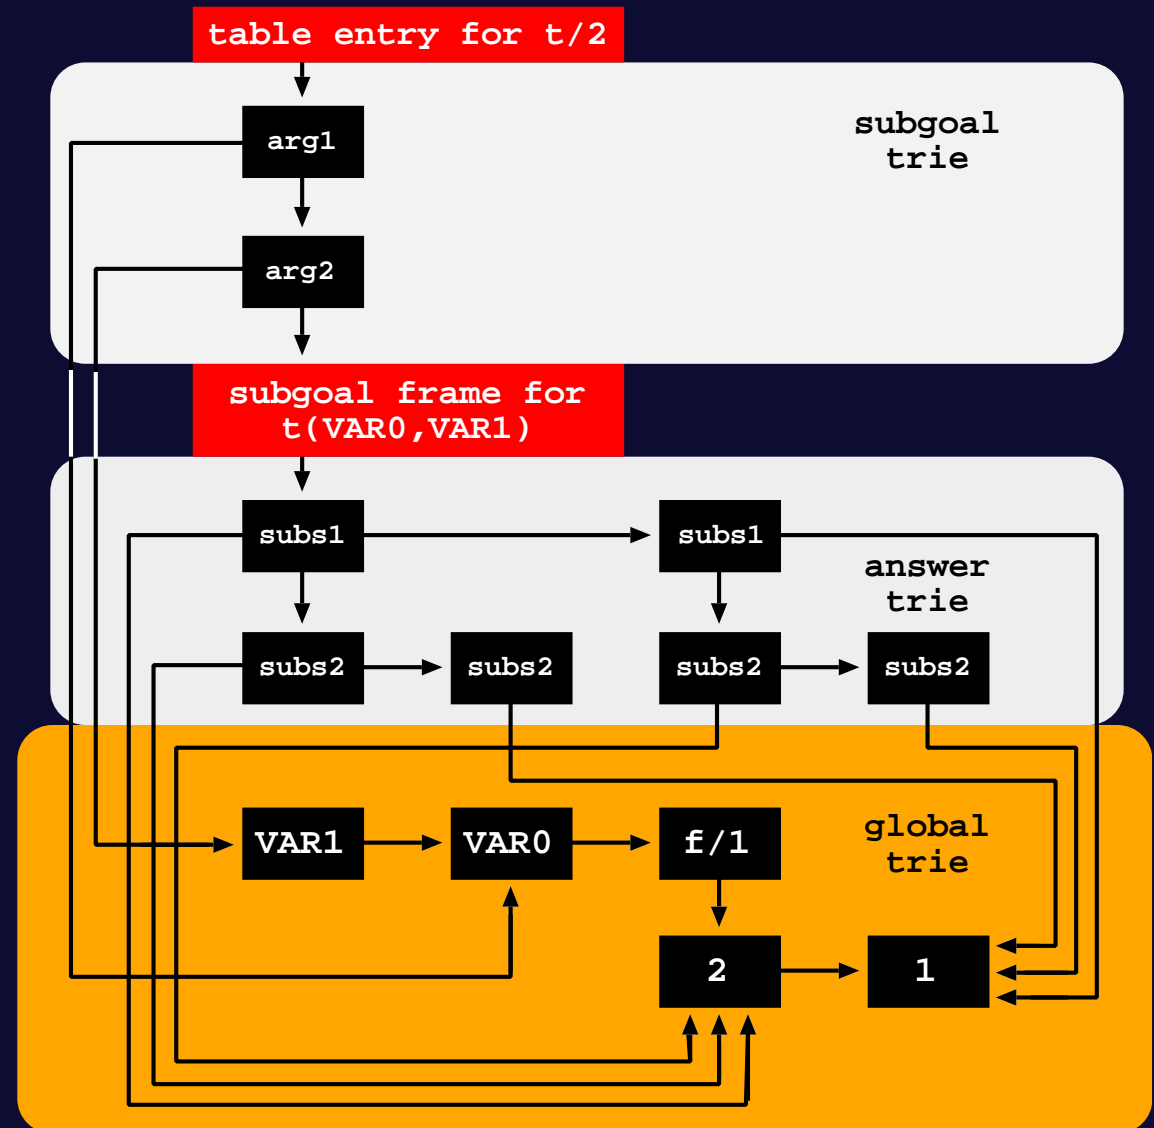 table entry for t/2
subgoal
trie
arg1
arg2
subgoal frame for
t(VAR0,VAR1)
subs1
subs1
answer
trie
subs2
subs2
subs2
subs2
global
trie
VAR1
VAR0
f/1
2
1